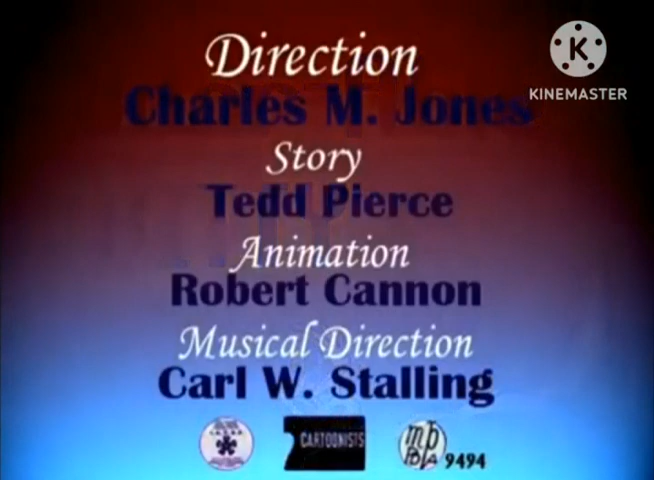 Direction
K
KINEMASTER
Charles M. Jones
Story
Tedd Pierce
Animation
Robert Cannon
Musical Direction
Carl W. Stalling
CARTOONISTS
9494